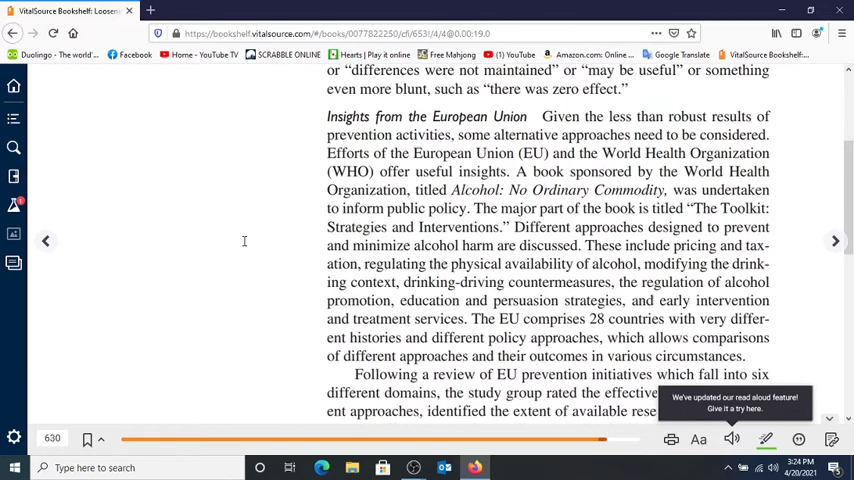 VitalSource Bookshelf: Loosen
https://bookshelf.vitalsource.com/#/books/0077822250/cfi/653!/4/4@0.00:19.0
Duolingo - The world'... Facebook Home - YouTube TV SCRABBLE ONLINE Hearts | Play it online Free Mahjong (1) YouTube Amazon.com: Online ... Google Translate VitalSource Bookshelf:...
or “differences were not maintained” or “may be useful” or something
even more blunt, such as “there was zero effect.”
Insights from the European Union Given the less than robust results of
prevention activities, some alternative approaches need to be considered.
Efforts of the European Union (EU) and the World Health Organization
(WHO) offer useful insights. A book sponsored by the World Health
Organization, titled Alcohol: No Ordinary Commodity, was undertaken
to inform public policy. The major part of the book is titled “The Toolkit:
Strategies and Interventions.” Different approaches designed to prevent
and minimize alcohol harm are discussed. These include pricing and tax-
ation, regulating the physical availability of alcohol, modifying the drink-
ing context, drinking-driving countermeasures, the regulation of alcohol
promotion, education and persuasion strategies, and early intervention
and treatment services. The EU comprises 28 countries with very differ-
ent histories and different policy approaches, which allows comparisons
of different approaches and their outcomes in various circumstances.
Following a review of EU prevention initiatives which fall into six
different domains, the study group rated the effective
ent approaches, identified the extent of available rese
We've updated our read aloud feature!
Give it a try here.
630
Aa
Type here to search
3:24 PM
4/20/2021